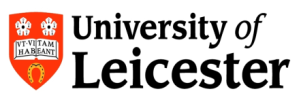 VT·VITAM
HABEANT
University of
Leicester